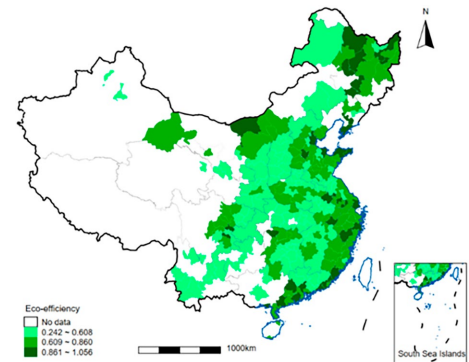 N
Eco-efficiency
No data
0.242 ~ 0.608
0.609 ~ 0.860
0.861 ~ 1.056
1000km
South Sea Islands